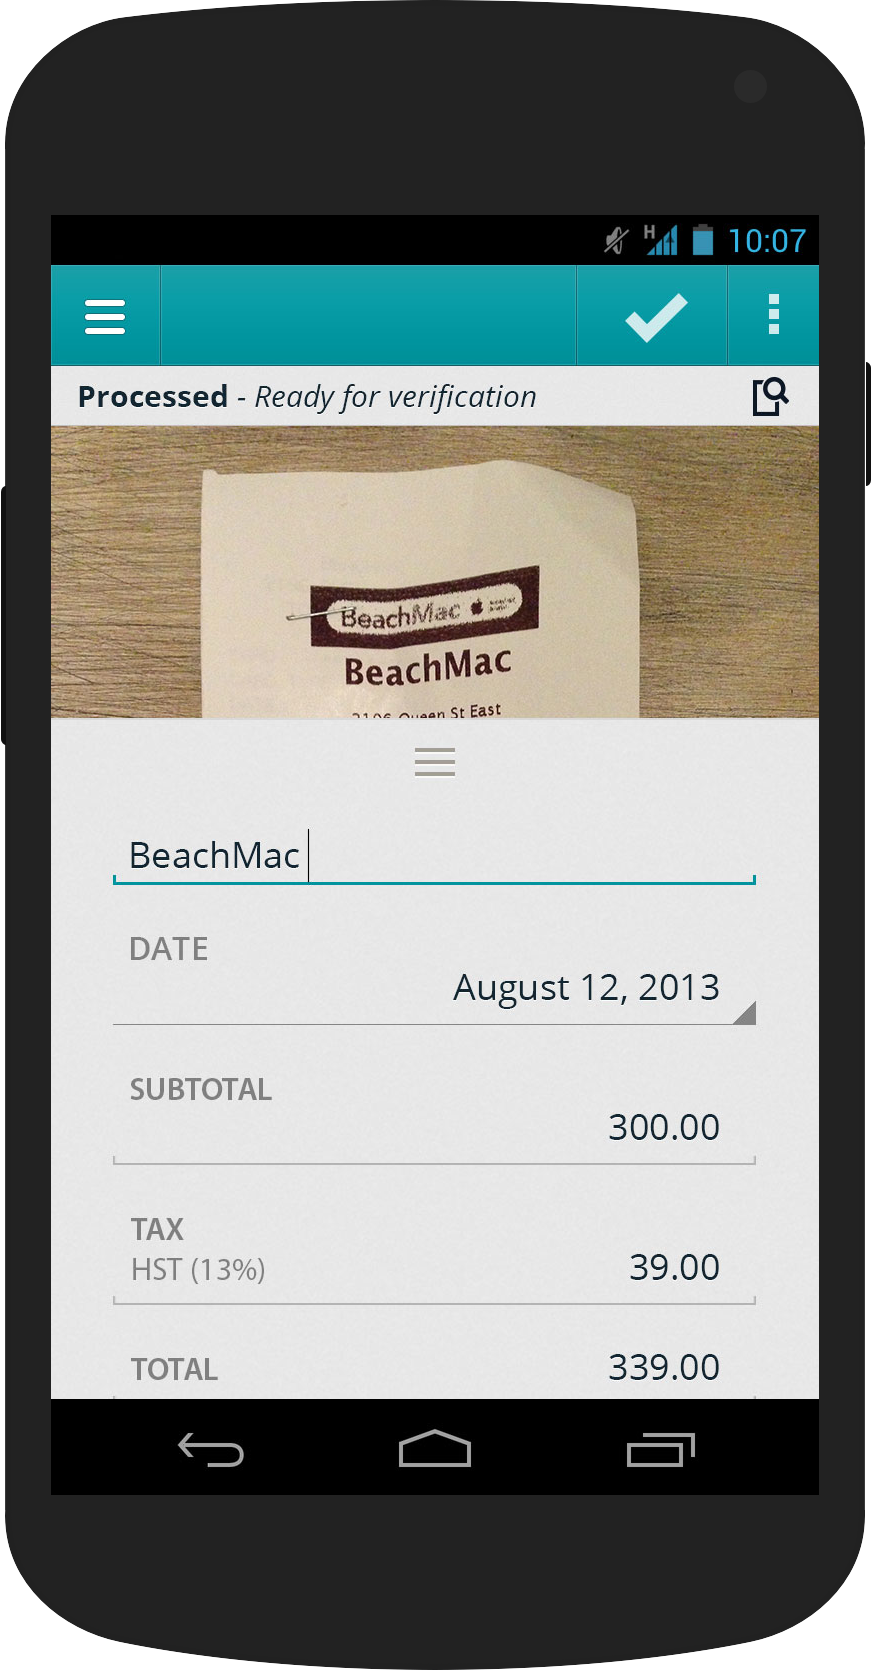 H 10:07
Processed - Ready for verification
BeachMac
BeachMac
2106 Queen St East
BeachMac
DATE
August 12, 2013
SUBTOTAL
300.00
TAX
HST (13%)
39.00
TOTAL
339.00